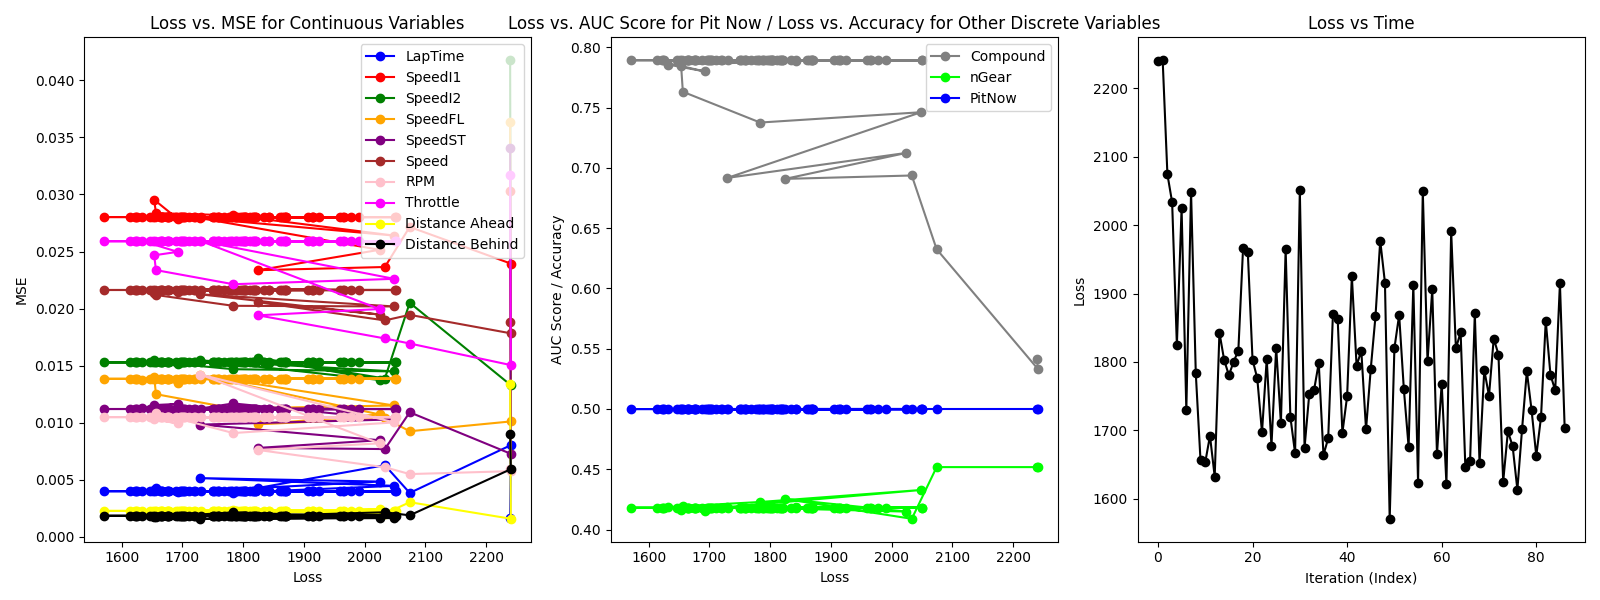 Loss vs. MSE for Continuous Variables
MSE
0.040
0.035
0.030
0.025
0.020
0.015
0.010
0.005
0.000
LapTime
SpeedI1
SpeedI2
SpeedFL
SpeedST
Speed
RPM
Throttle
Distance Ahead
Distance Behind
1600 1700 1800 1900 2000 2100 2200
Loss
Loss vs. AUC Score for Pit Now / Loss vs. Accuracy for Other Discrete Variables
AUC Score / Accuracy
0.80
0.75
0.70
0.65
0.60
0.55
0.50
0.45
0.40
Compound
nGear
PitNow
1600 1700 1800 1900 2000 2100 2200
Loss
Loss vs Time
Loss
2200
2100
2000
1900
1800
1700
1600
0 20 40 60 80
Iteration (Index)